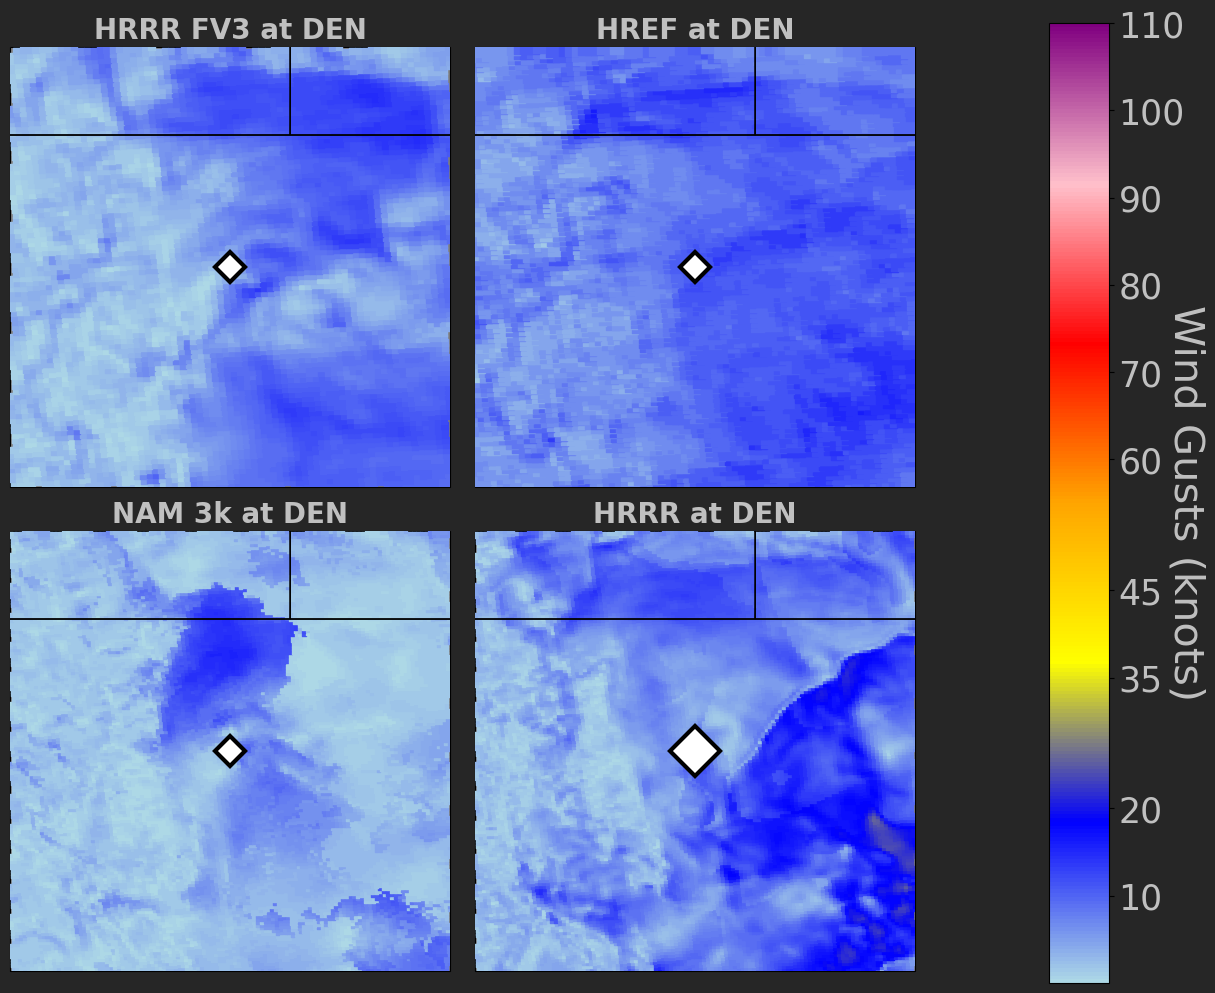 HRRR FV3 at DEN
HREF at DEN
NAM 3k at DEN
HRRR at DEN
110
100
90
80
70
60
45
35
20
10
Wind Gusts (knots)